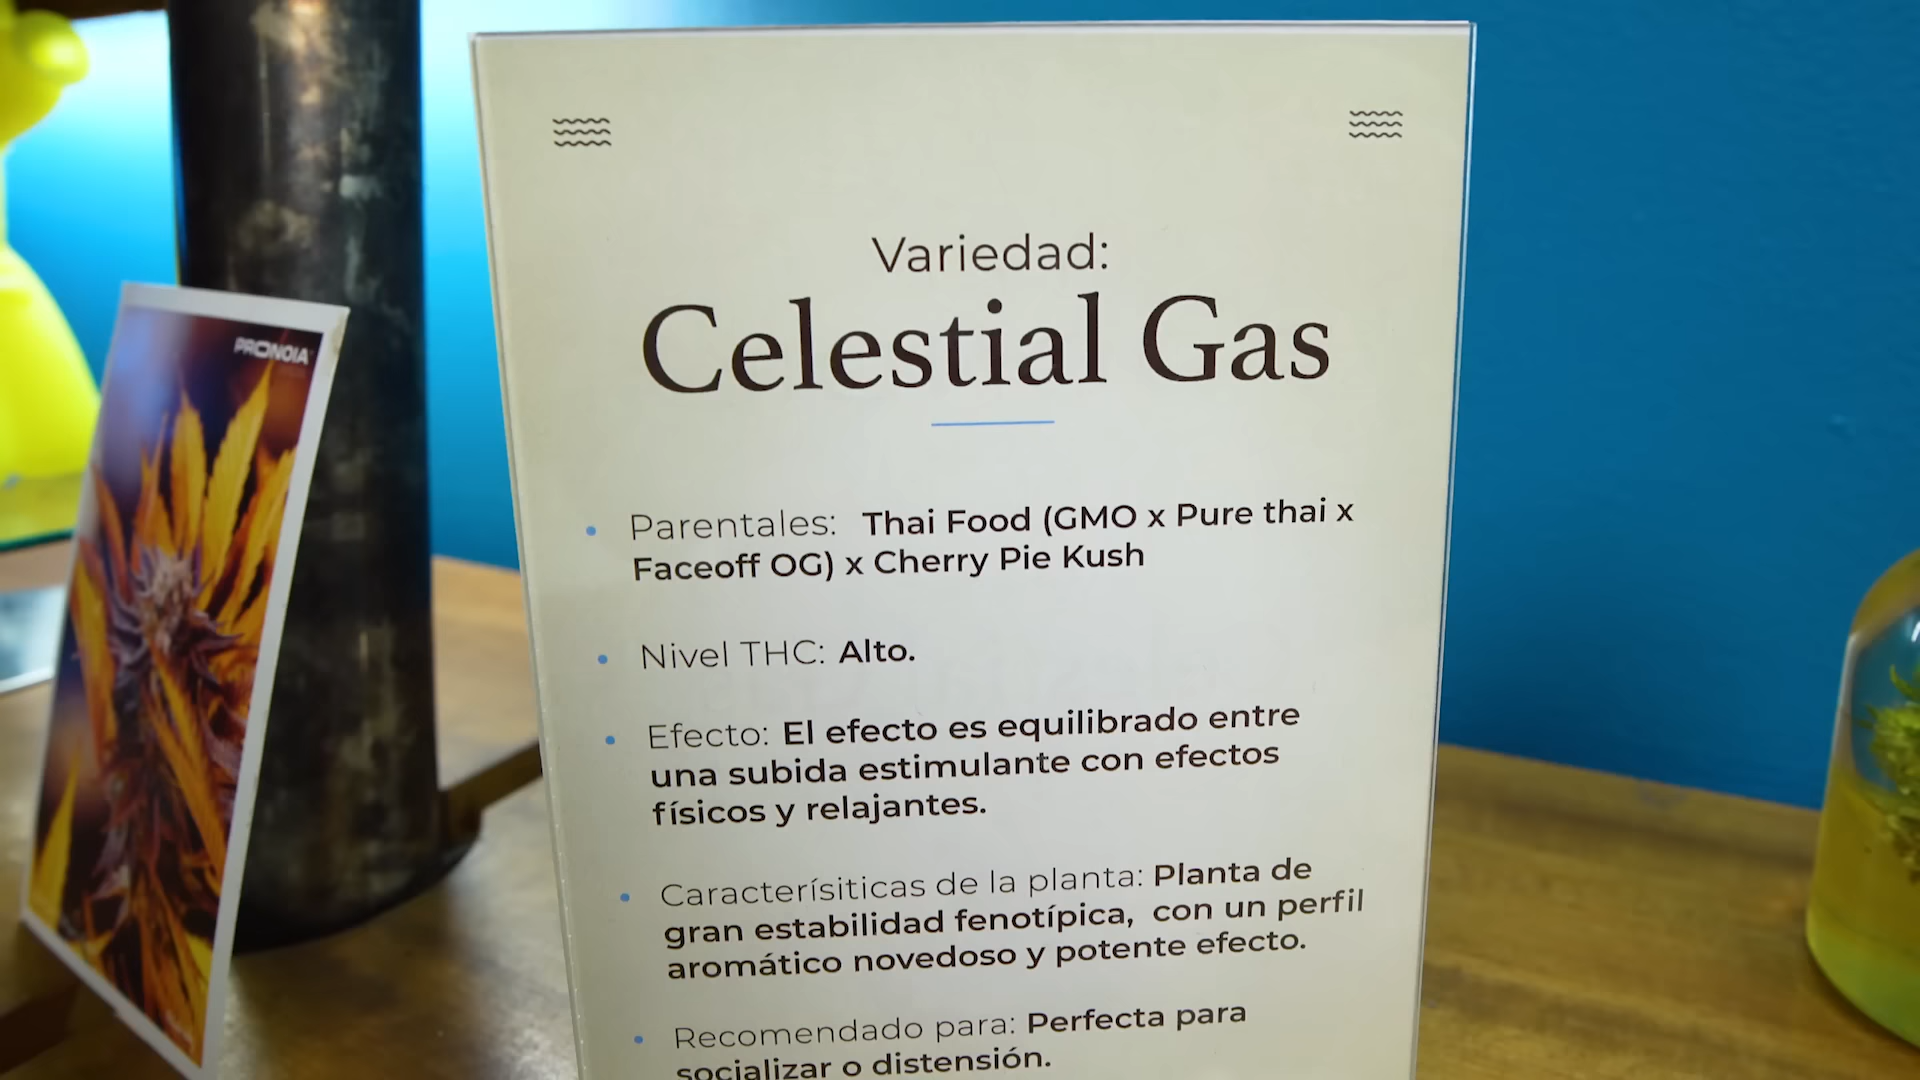 PRONOIA
Variedad:
Celestial Gas
Parentales: Thai Food (GMO x Pure thai x
Faceoff OG) x Cherry Pie Kush
Nivel THC: Alto.
Efecto: El efecto es equilibrado entre
una subida estimulante con efectos
físicos y relajantes.
Caracterísiticas de la planta: Planta de
gran estabilidad fenotípica, con un perfil
aromático novedoso y potente efecto.
Recomendado para: Perfecta para
socializar o distensión.